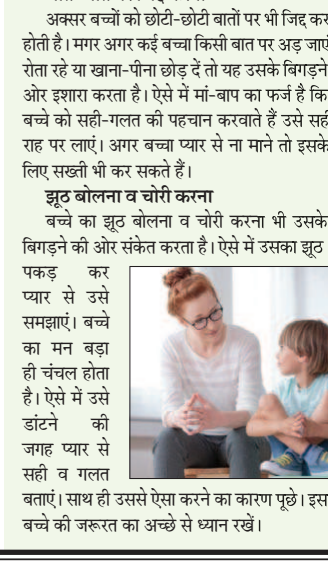 अक्सर बच्चों को छोटी-छोटी बातों पर भी जिद्द कर
होती है। मगर अगर कई बच्चा किसी बात पर अड़ जाए
रोता रहे या खाना-पीना छोड़ दें तो यह उसके बिगड़ने
ओर इशारा करता है। ऐसे में मां-बाप का फर्ज है कि
बच्चे को सही-गलत की पहचान करवाते हैं उसे सही
राह पर लाएं। अगर बच्चा प्यार से ना माने तो इसके
लिए सख्ती भी कर सकते हैं।
झूठ बोलना व चोरी करना
बच्चे का झूठ बोलना व चोरी करना भी उसके
बिगड़ने की ओर संकेत करता है। ऐसे में उसका झूठ
पकड़ कर
प्यार से उसे
समझाएं। बच्चे
का मन बड़ा
ही चंचल होता
है। ऐसे में उसे
डांटने की
जगह प्यार से
सही व गलत
बताएं। साथ ही उससे ऐसा करने का कारण पूछे। इस
बच्चे की जरूरत का अच्छे से ध्यान रखें।